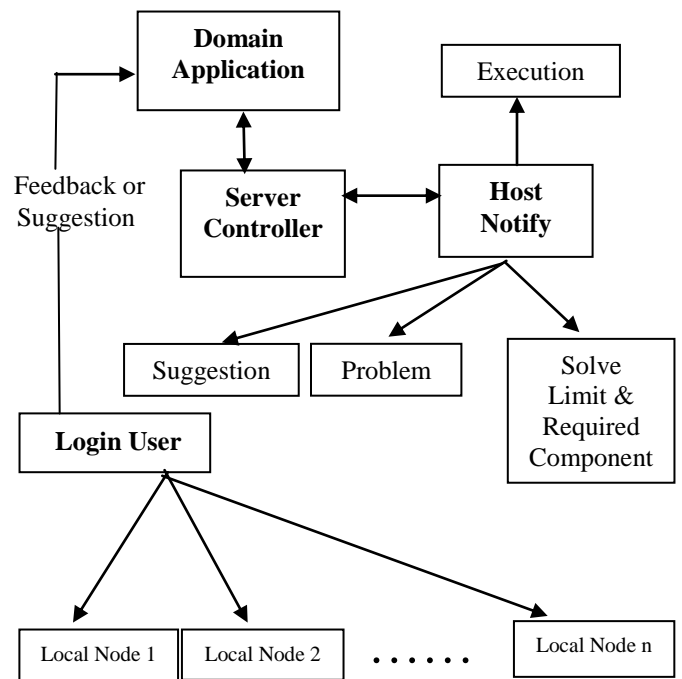 Domain
Application
Execution
Feedback or
Suggestion
Server
Controller
Host
Notify
Suggestion
Problem
Solve
Limit &
Required
Component
Login User
Local Node 1
Local Node 2
. . . . . .
Local Node n